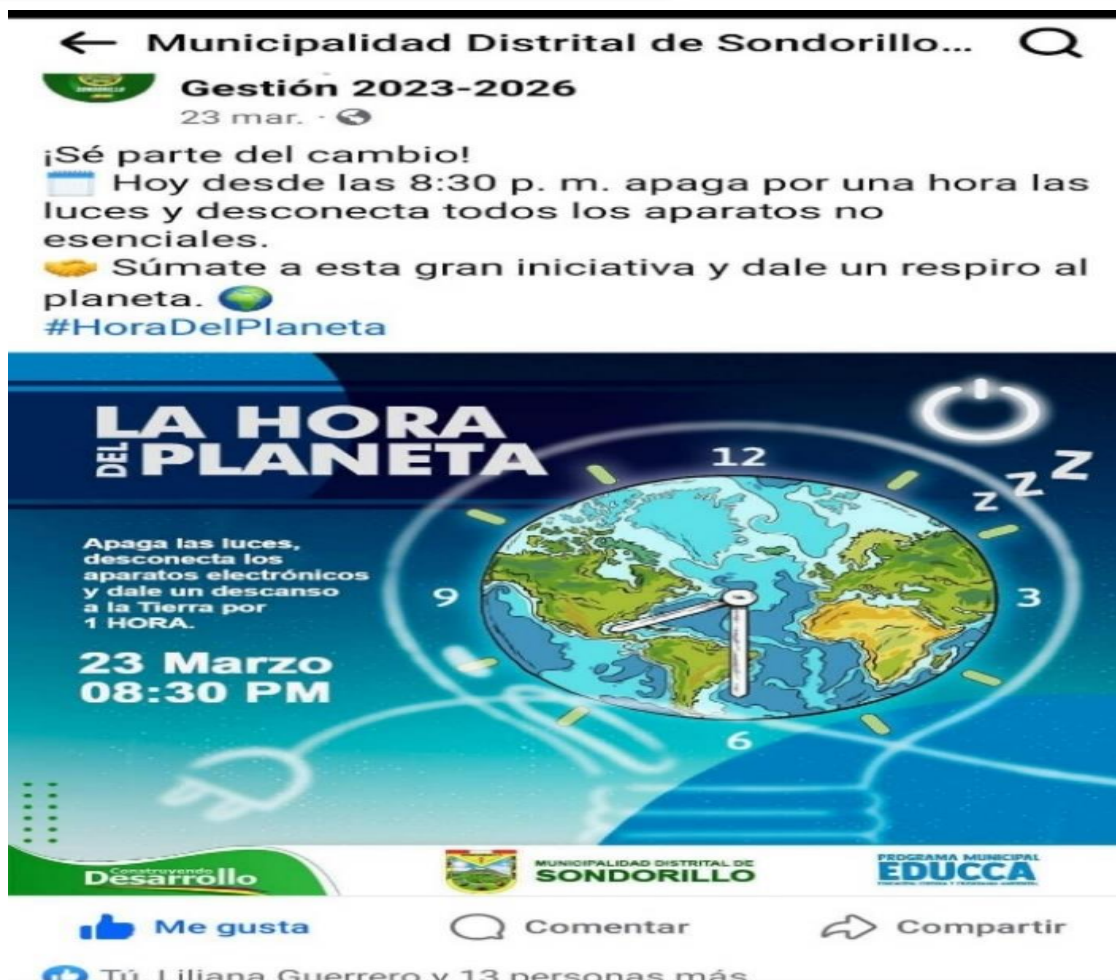 Municipalidad Distrital de Sondorillo...
Gestión 2023-2026
23 mar. ·
¡Sé parte del cambio!
Hoy desde las 8:30 p. m. apaga por una hora las
luces y desconecta todos los aparatos no
esenciales.
Súmate a esta gran iniciativa y dale un respiro al
planeta.
#HoraDelPlaneta
LA HORA
DEL PLANETA
Apaga las luces,
desconecta los
aparatos electrónicos
y dale un descanso
a la Tierra por
1 HORA.
23 Marzo
08:30 PM
12
z z Z
9
3
6
Construyendo
Desarrollo
MUNICIPALIDAD DISTRITAL DE
SONDORILLO
PROGRAMA MUNICIPAL
EDUCCA
Me gusta
Comentar
Compartir
Tú, Liliana Guerrero y 13 personas más